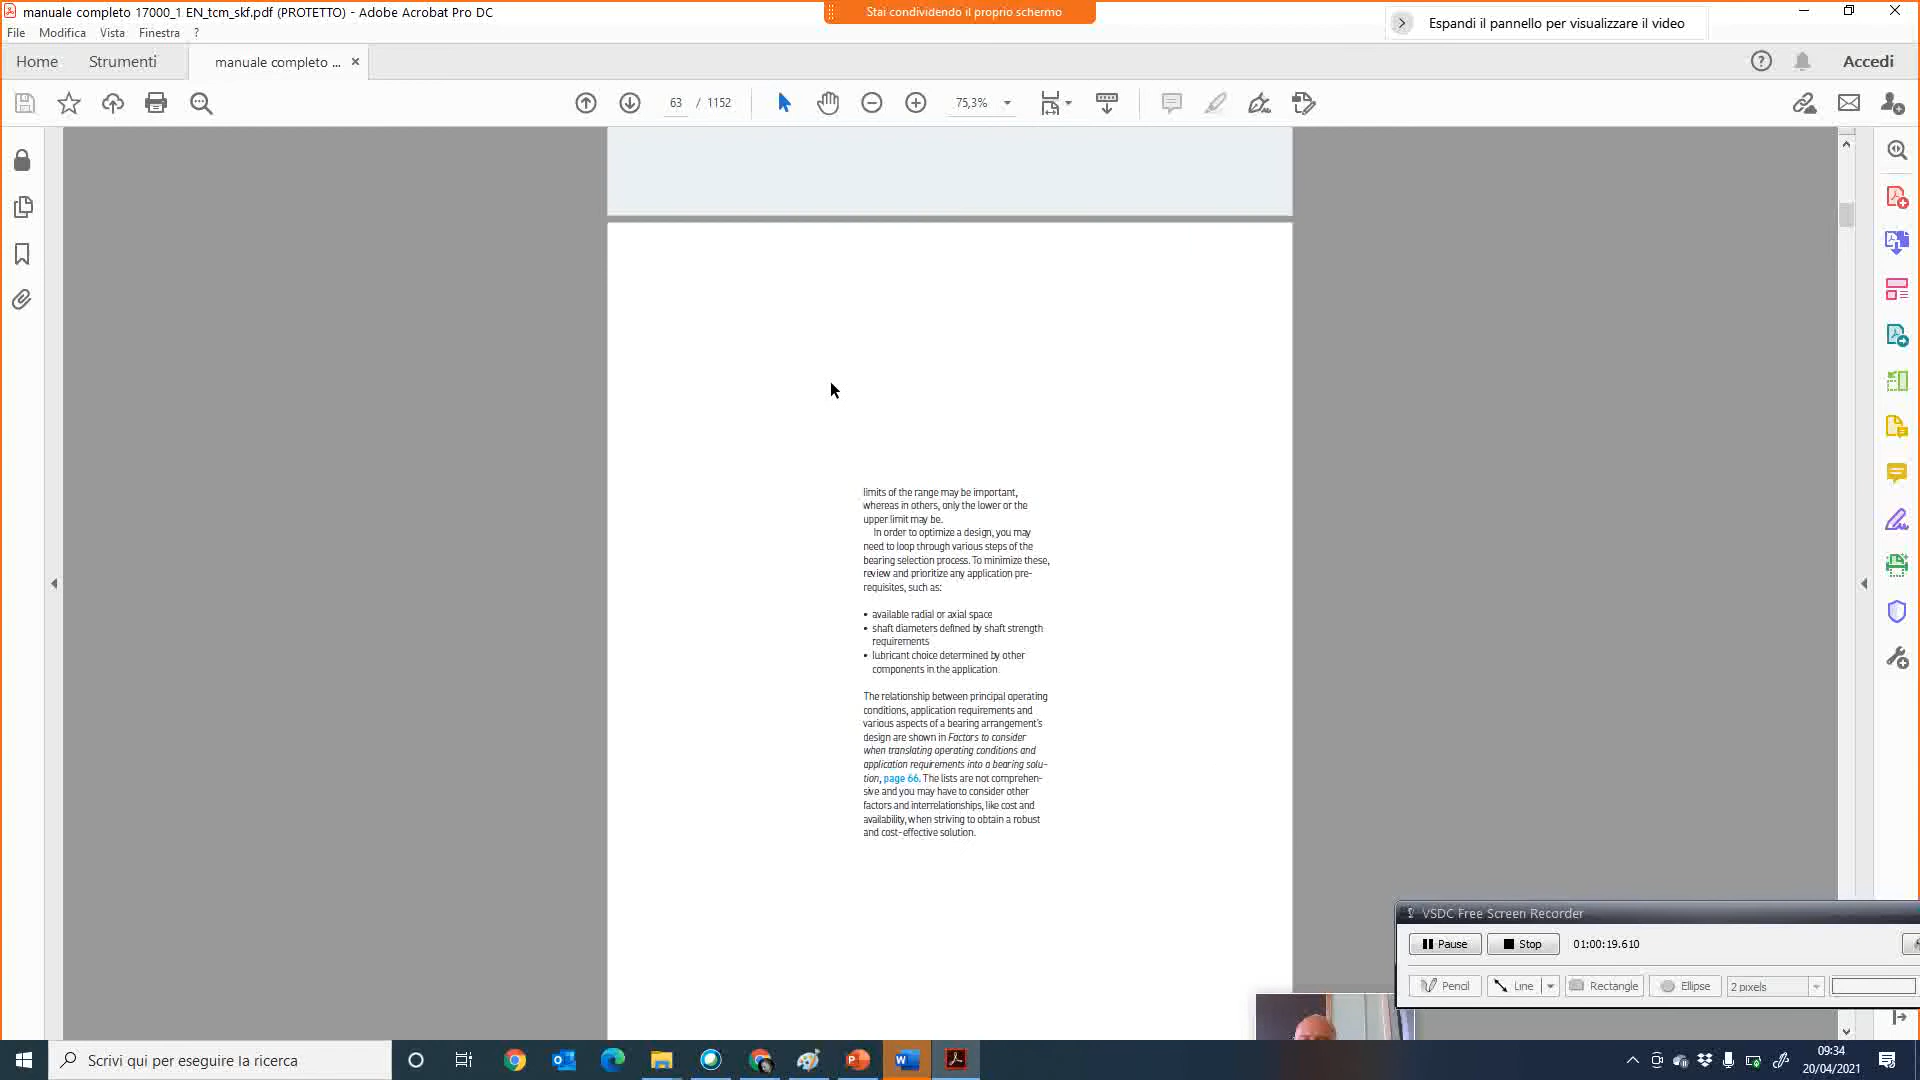 manuale completo 17000_1 EN_tcm_skf.pdf (PROTETTO) - Adobe Acrobat Pro DC
Stai condividendo il proprio schermo
Espandi il pannello per visualizzare il video
File Modifica Vista Finestra ?
Home Strumenti manuale completo ... × Accedi
63 / 1152 75,3%
limits of the range may be important,
whereas in others, only the lower or the
upper limit may be.
In order to optimize a design, you may
need to loop through various steps of the
bearing selection process. To minimize these,
review and prioritize any application pre-
requisites, such as:
• available radial or axial space
• shaft diameters defined by shaft strength
requirements
• lubricant choice determined by other
components in the application
The relationship between principal operating
conditions, application requirements and
various aspects of a bearing arrangement's
design are shown in Factors to consider
when translating operating conditions and
application requirements into a bearing solu-
tion, page 66. The lists are not comprehen-
sive and you may have to consider other
factors and interrelationships, like cost and
availability, when striving to obtain a robust
and cost-effective solution.
VSDC Free Screen Recorder
Pause Stop 01:00:19.610
Pencil Line Rectangle Ellipse 2 pixels
Scrivi qui per eseguire la ricerca
09:34
20/04/2021